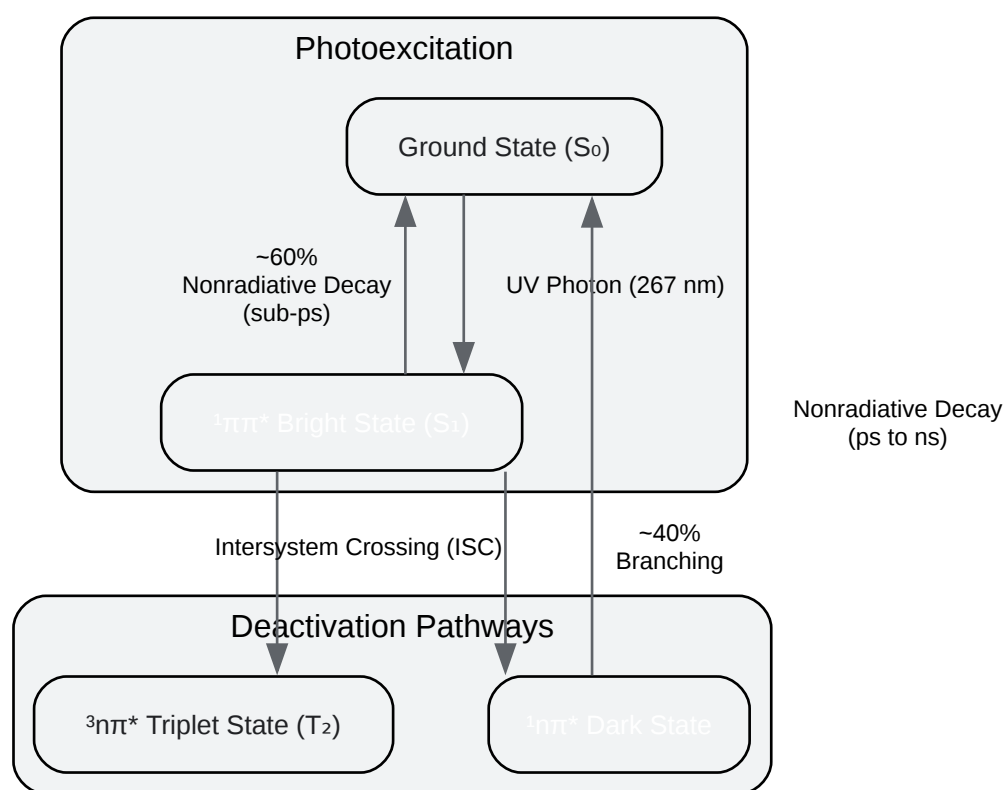 Photoexcitation
Ground State (S₀)
~60%
Nonradiative Decay
(sub-ps)
UV Photon (267 nm)
¹ππ* Bright State (S₁)
Nonradiative Decay
(ps to ns)
Intersystem Crossing (ISC)
~40%
Branching
Deactivation Pathways
³nπ* Triplet State (T₂)
¹nπ* Dark State